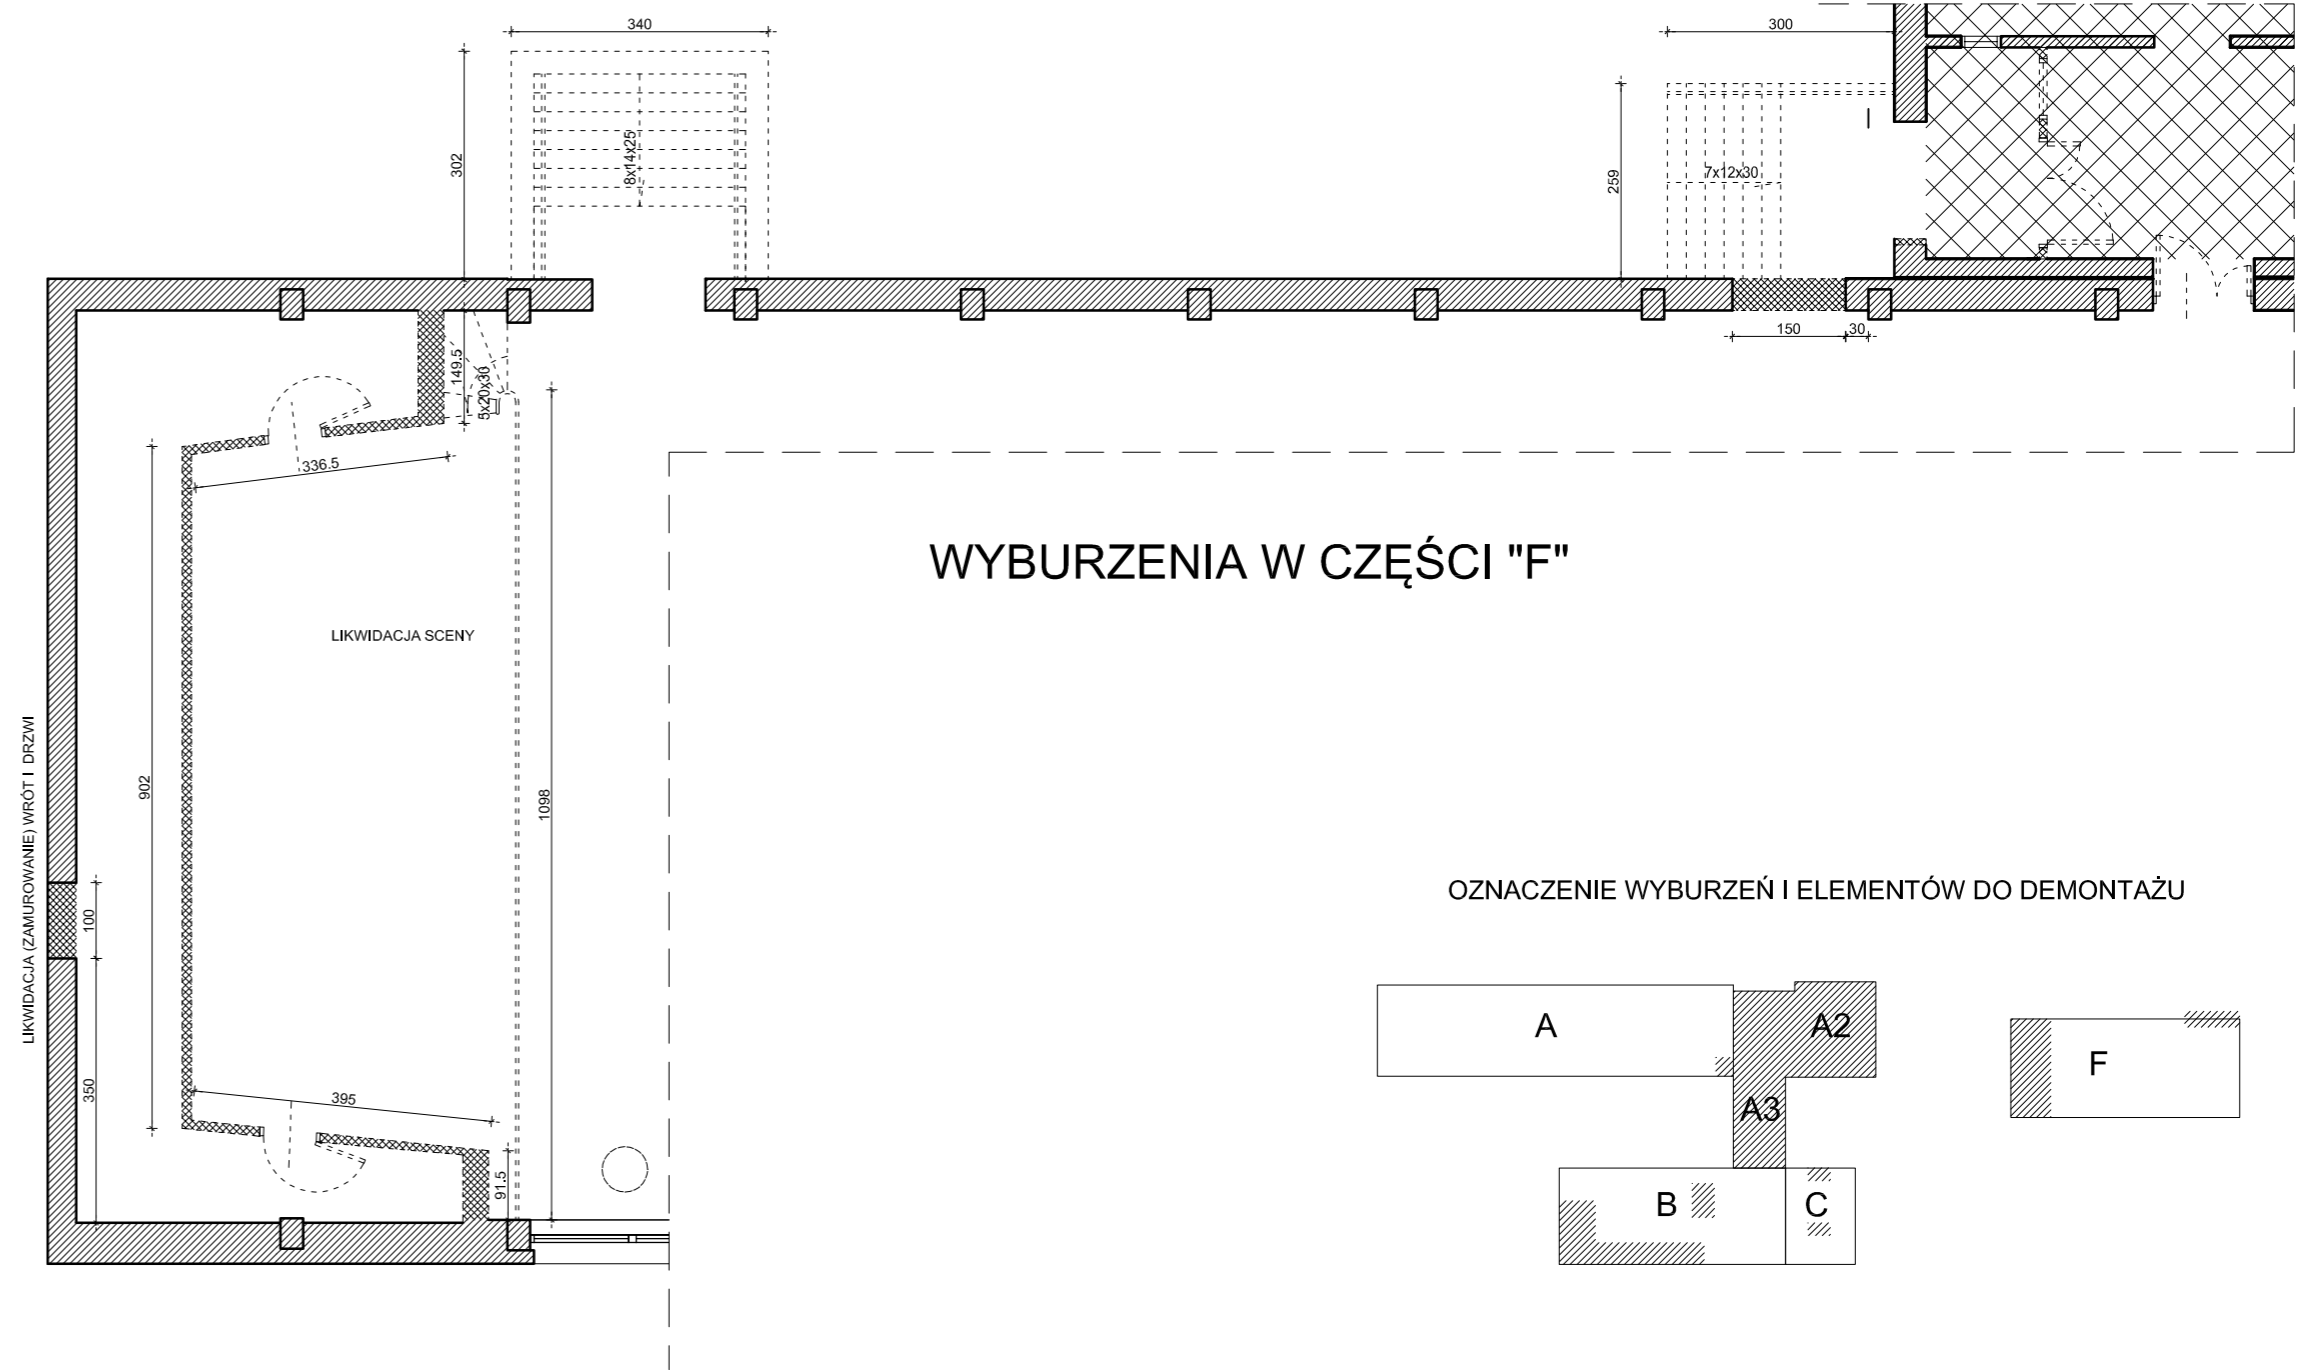 340
300
302
8x14x25
259
7x12x30
150
30
149.5
5x20x30
336.5
WYBURZENIA W CZĘŚCI "F"
LIKWIDACJA SCENY
LIKWIDACJA (ZAMUROWANIE) WRÓT I DRZWI
902
1098
100
350
395
91.5
OZNACZENIE WYBURZEŃ I ELEMENTÓW DO DEMONTAŻU
A
A2
F
A3
B
C